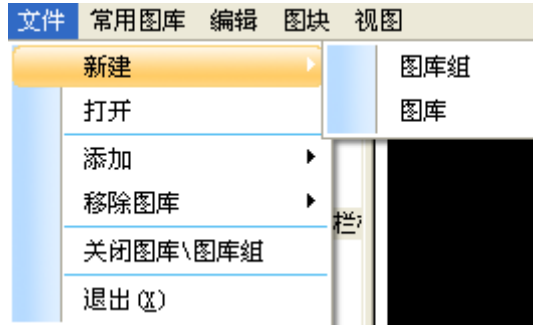 文件 常用图库 编辑 图块 视图
新建 图库组
打开 图库
添加
移除图库
栏
关闭图库\图库组
退出(X)